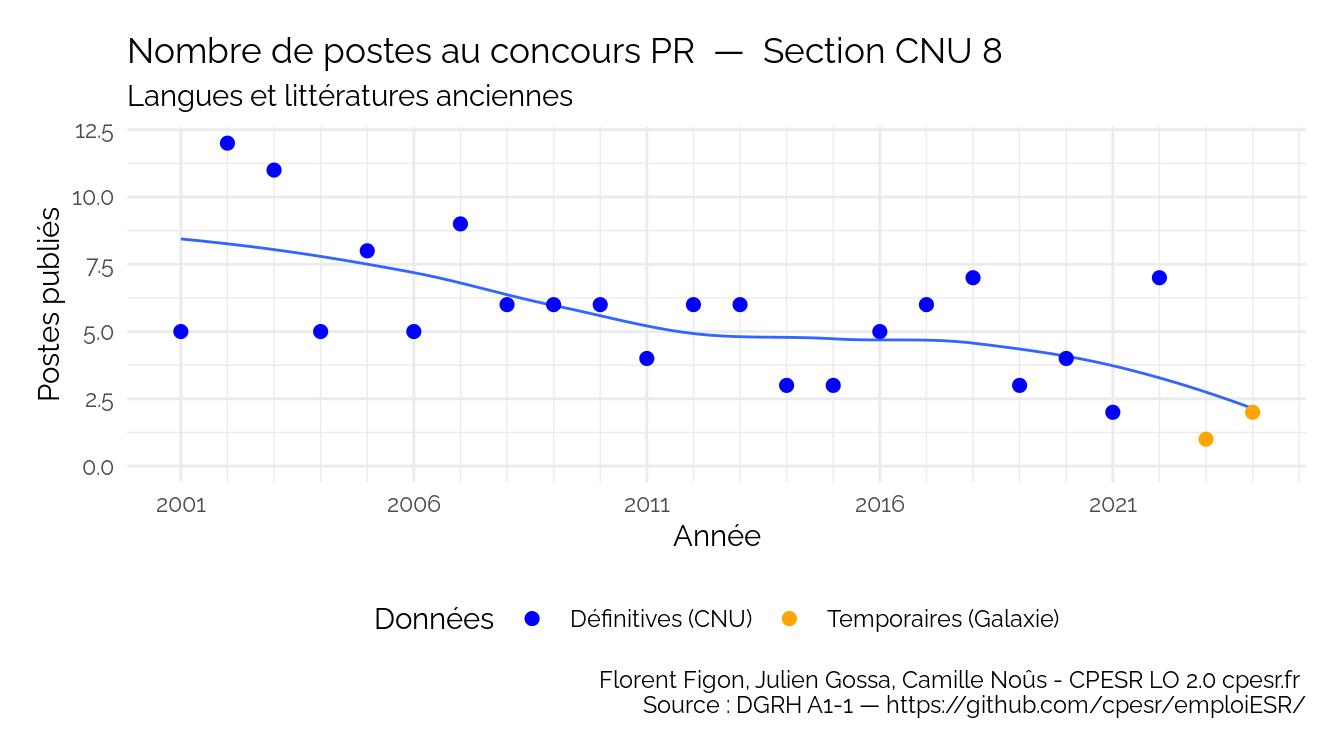 Nombre de postes au concours PR — Section CNU 8
Langues et littératures anciennes
12.5
10.0
7.5
5.0
2.5
0.0
Postes publiés
2001 2006 2011 2016 2021
Année
Données Définitives (CNU) Temporaires (Galaxie)
Florent Figon, Julien Gossa, Camille Noûs - CPESR LO 2.0 cpesr.fr
Source : DGRH A1-1 — https://github.com/cpesr/emploiESR/